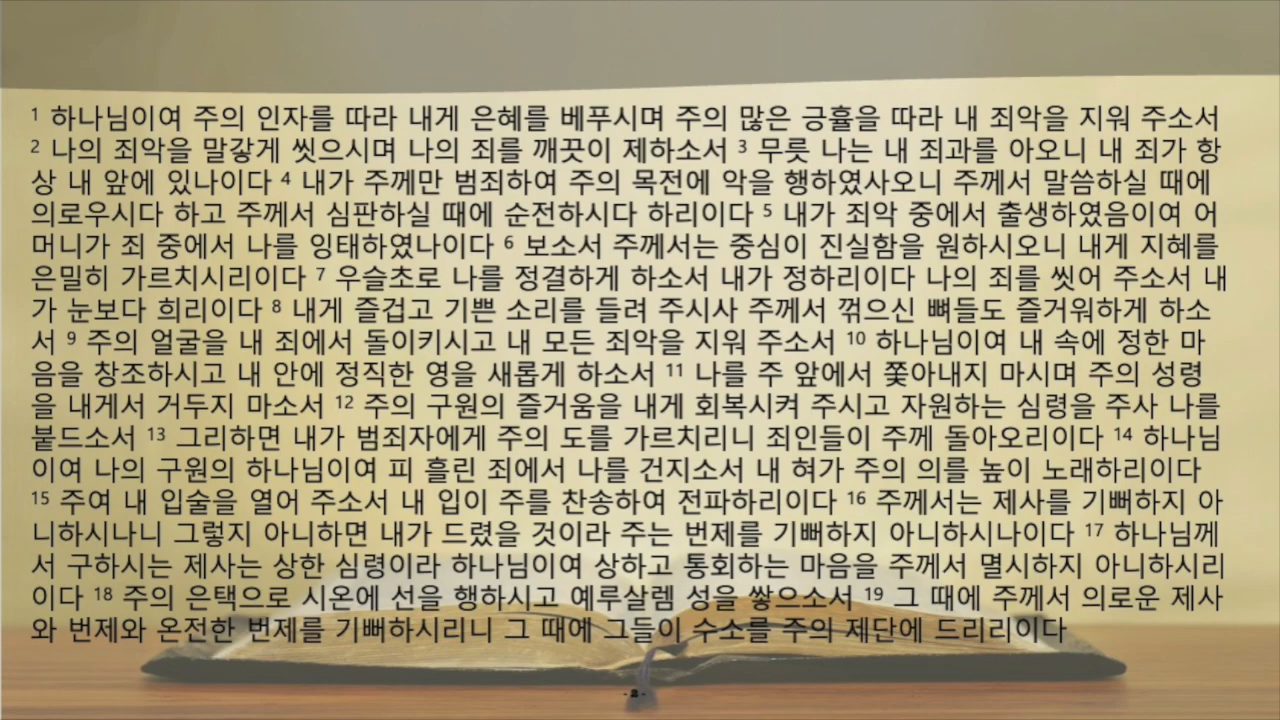 1 하나님이여 주의 인자를 따라 내게 은혜를 베푸시며 주의 많은 긍휼을 따라 내 죄악을 지워 주소서
2 나의 죄악을 말갛게 씻으시며 나의 죄를 깨끗이 제하소서 3 무릇 나는 내 죄과를 아오니 내 죄가 항
상 내 앞에 있나이다 4 내가 주께만 범죄하여 주의 목전에 악을 행하였사오니 주께서 말씀하실 때에
의로우시다 하고 주께서 심판하실 때에 순전하시다 하리이다 5 내가 죄악 중에서 출생하였음이여 어
머니가 죄 중에서 나를 잉태하였나이다 6 보소서 주께서는 중심이 진실함을 원하시오니 내게 지혜를
은밀히 가르치시리이다 7 우슬초로 나를 정결하게 하소서 내가 정하리이다 나의 죄를 씻어 주소서 내
가 눈보다 희리이다 8 내게 즐겁고 기쁜 소리를 들려 주시사 주께서 꺾으신 뼈들도 즐거워하게 하소
서 9 주의 얼굴을 내 죄에서 돌이키시고 내 모든 죄악을 지워 주소서 10 하나님이여 내 속에 정한 마
음을 창조하시고 내 안에 정직한 영을 새롭게 하소서 11 나를 주 앞에서 쫓아내지 마시며 주의 성령
을 내게서 거두지 마소서 12 주의 구원의 즐거움을 내게 회복시켜 주시고 자원하는 심령을 주사 나를
붙드소서 13 그리하면 내가 범죄자에게 주의 도를 가르치리니 죄인들이 주께 돌아오리이다 14 하나님
이여 나의 구원의 하나님이여 피 흘린 죄에서 나를 건지소서 내 혀가 주의 의를 높이 노래하리이다
15 주여 내 입술을 열어 주소서 내 입이 주를 찬송하여 전파하리이다 16 주께서는 제사를 기뻐하지 아
니하시나니 그렇지 아니하면 내가 드렸을 것이라 주는 번제를 기뻐하지 아니하시나이다 17 하나님께
서 구하시는 제사는 상한 심령이라 하나님이여 상하고 통회하는 마음을 주께서 멸시하지 아니하시리
이다 18 주의 은택으로 시온에 선을 행하시고 예루살렘 성을 쌓으소서 19 그 때에 주께서 의로운 제사
와 번제와 온전한 번제를 기뻐하시리니 그 때에 그들이 수소를 주의 제단에 드리리이다
- 2 -